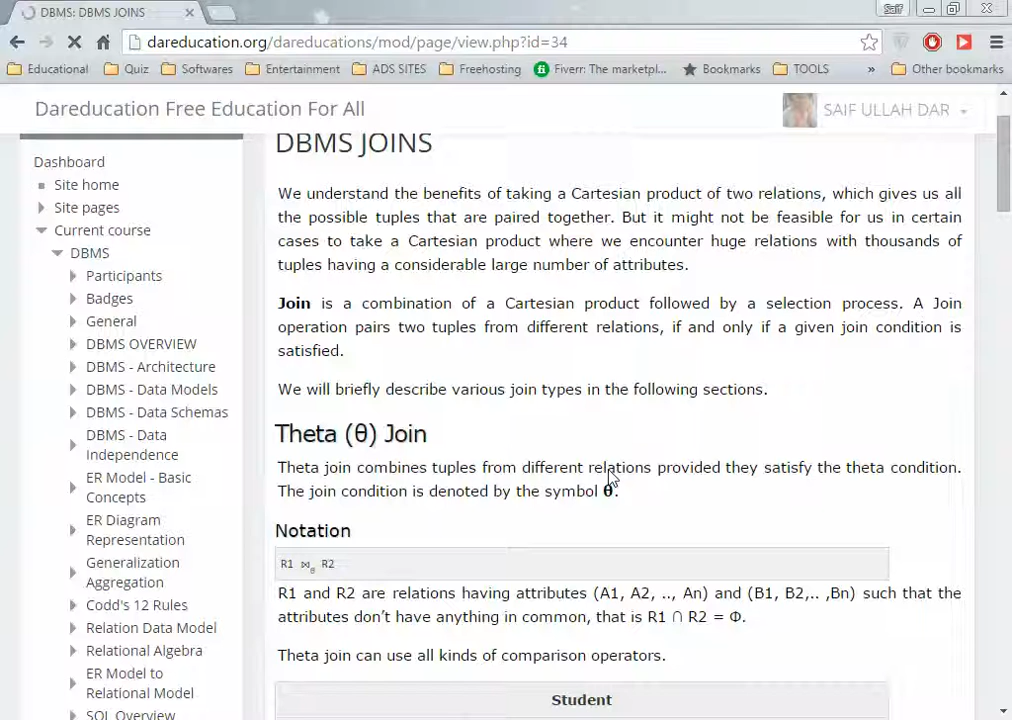 DBMS: DBMS JOINS
Saif
dareducation.org/dareducations/mod/page/view.php?id=34
Educational Quiz Softwares Entertainment ADS SITES Freehosting Fiverr: The marketpl... Bookmarks TOOLS » Other bookmarks
Dareducation Free Education For All
SAIF ULLAH DAR
Dashboard
Site home
Site pages
Current course
DBMS
Participants
Badges
General
DBMS OVERVIEW
DBMS - Architecture
DBMS - Data Models
DBMS - Data Schemas
DBMS - Data
Independence
ER Model - Basic
Concepts
ER Diagram
Representation
Generalization
Aggregation
Codd's 12 Rules
Relation Data Model
Relational Algebra
ER Model to
Relational Model
SQL Overview
DBMS JOINS
We understand the benefits of taking a Cartesian product of two relations, which gives us all
the possible tuples that are paired together. But it might not be feasible for us in certain
cases to take a Cartesian product where we encounter huge relations with thousands of
tuples having a considerable large number of attributes.
Join is a combination of a Cartesian product followed by a selection process. A Join
operation pairs two tuples from different relations, if and only if a given join condition is
satisfied.
We will briefly describe various join types in the following sections.
Theta (θ) Join
Theta join combines tuples from different relations provided they satisfy the theta condition.
The join condition is denoted by the symbol θ.
Notation
R1 ⋈θ R2
R1 and R2 are relations having attributes (A1, A2, .., An) and (B1, B2,.. ,Bn) such that the
attributes don’t have anything in common, that is R1 ∩ R2 = Φ.
Theta join can use all kinds of comparison operators.
Student